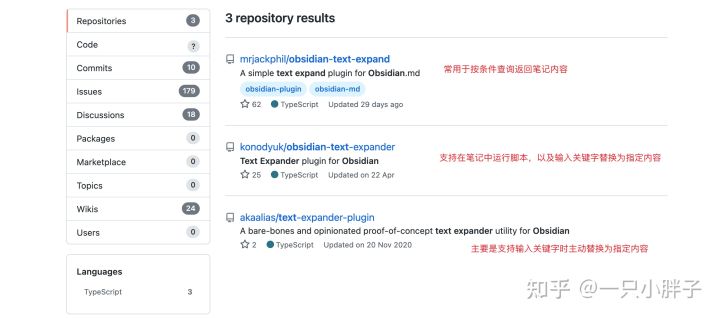 Repositories 3
Code ?
Commits 10
Issues 179
Discussions 18
Packages 0
Marketplace 0
Topics 0
Wikis 24
Users 0
Languages
TypeScript 3
3 repository results
mrjackphil/obsidian-text-expand
常用于按条件查询返回笔记内容
A simple text expand plugin for Obsidian.md
obsidian-plugin obsidian-md
62 TypeScript Updated 29 days ago
konodyuk/obsidian-text-expander
支持在笔记中运行脚本，以及输入关键字替换为指定内容
Text Expander plugin for Obsidian
25 TypeScript Updated on 22 Apr
akaalias/text-expander-plugin
A bare-bones and opinionated proof-of-concept text expander utility for Obsidian
2 TypeScript Updated on 20 Nov 2020
主要是支持输入关键字时主动替换为指定内容
知乎 @一只小胖子